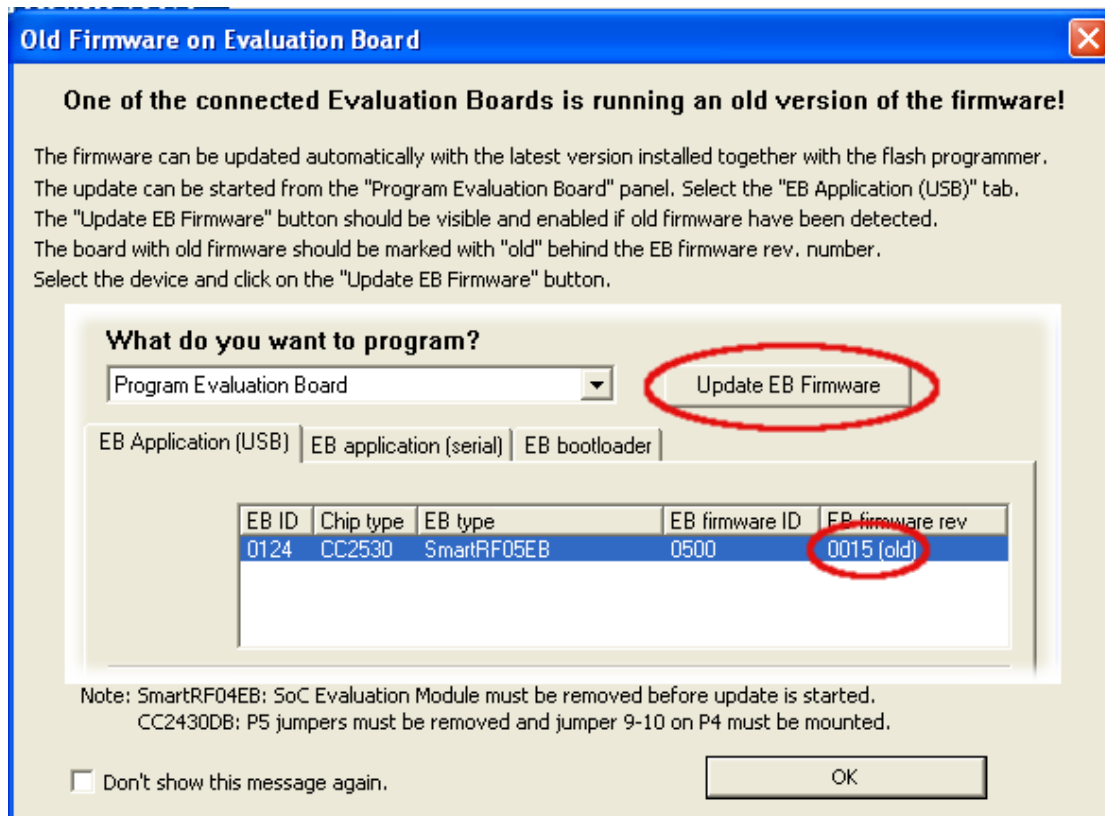 Old Firmware on Evaluation Board
One of the connected Evaluation Boards is running an old version of the firmware!
The firmware can be updated automatically with the latest version installed together with the flash programmer.
The update can be started from the "Program Evaluation Board" panel. Select the "EB Application (USB)" tab.
The "Update EB Firmware" button should be visible and enabled if old firmware have been detected.
The board with old firmware should be marked with "old" behind the EB firmware rev. number.
Select the device and click on the "Update EB Firmware" button.
What do you want to program?
Program Evaluation Board Update EB Firmware
EB Application (USB) EB application (serial) EB bootloader
EB ID Chip type EB type EB firmware ID EB firmware rev
0124 CC2530 SmartRF05EB 0500 0015 (old)
Note: SmartRF04EB: SoC Evaluation Module must be removed before update is started.
CC2430DB: P5 jumpers must be removed and jumper 9-10 on P4 must be mounted.
Don't show this message again. OK